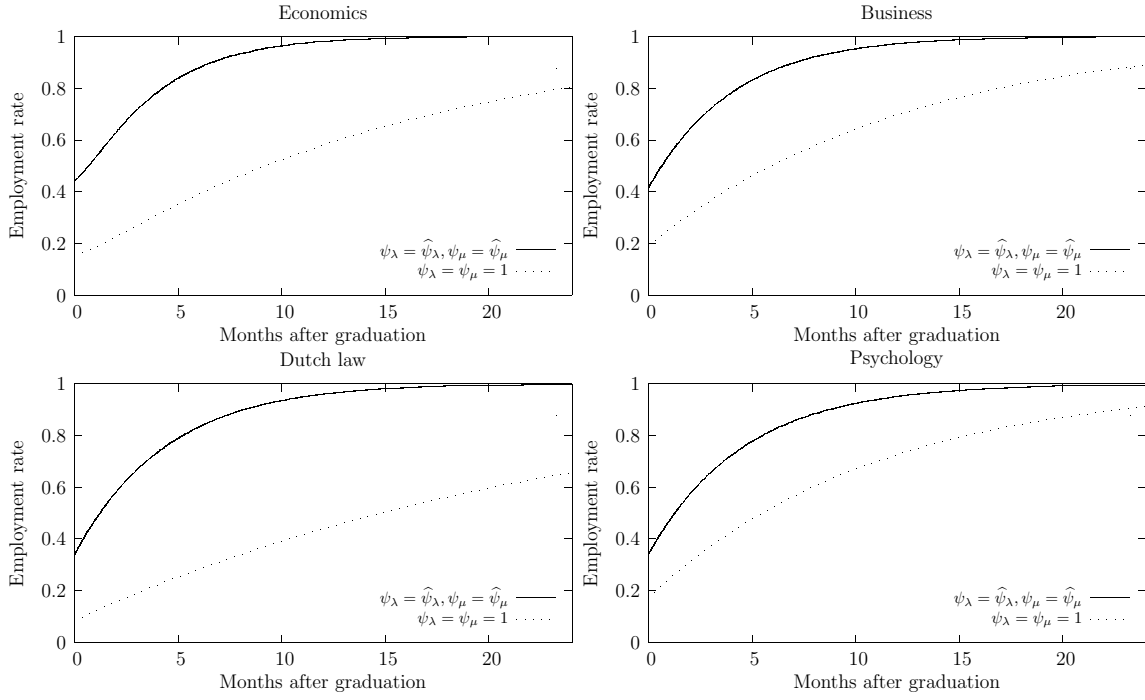 Economics
1
0.8
0.6
0.4
0.2
0
Employment rate
ψλ = ψ̂λ, ψμ = ψ̂μ
ψλ = ψμ = 1
0 5 10 15 20
Months after graduation
Business
1
0.8
0.6
0.4
0.2
0
Employment rate
ψλ = ψ̂λ, ψμ = ψ̂μ
ψλ = ψμ = 1
0 5 10 15 20
Months after graduation
Dutch law
1
0.8
0.6
0.4
0.2
0
Employment rate
ψλ = ψ̂λ, ψμ = ψ̂μ
ψλ = ψμ = 1
0 5 10 15 20
Months after graduation
Psychology
1
0.8
0.6
0.4
0.2
0
Employment rate
ψλ = ψ̂λ, ψμ = ψ̂μ
ψλ = ψμ = 1
0 5 10 15 20
Months after graduation